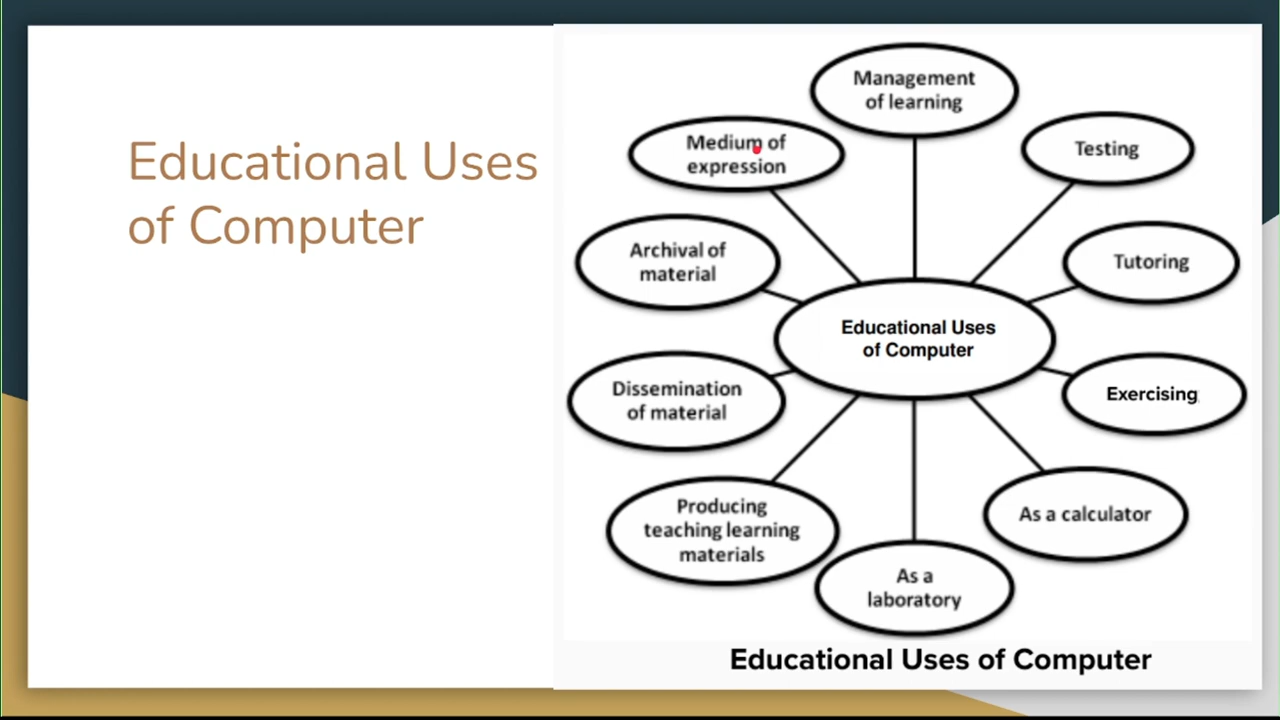 Educational Uses
of Computer
Management
of learning
Medium of
expression
Testing
Archival of
material
Tutoring
Educational Uses
of Computer
Dissemination
of material
Exercising
Producing
teaching learning
materials
As a calculator
As a
laboratory
Educational Uses of Computer